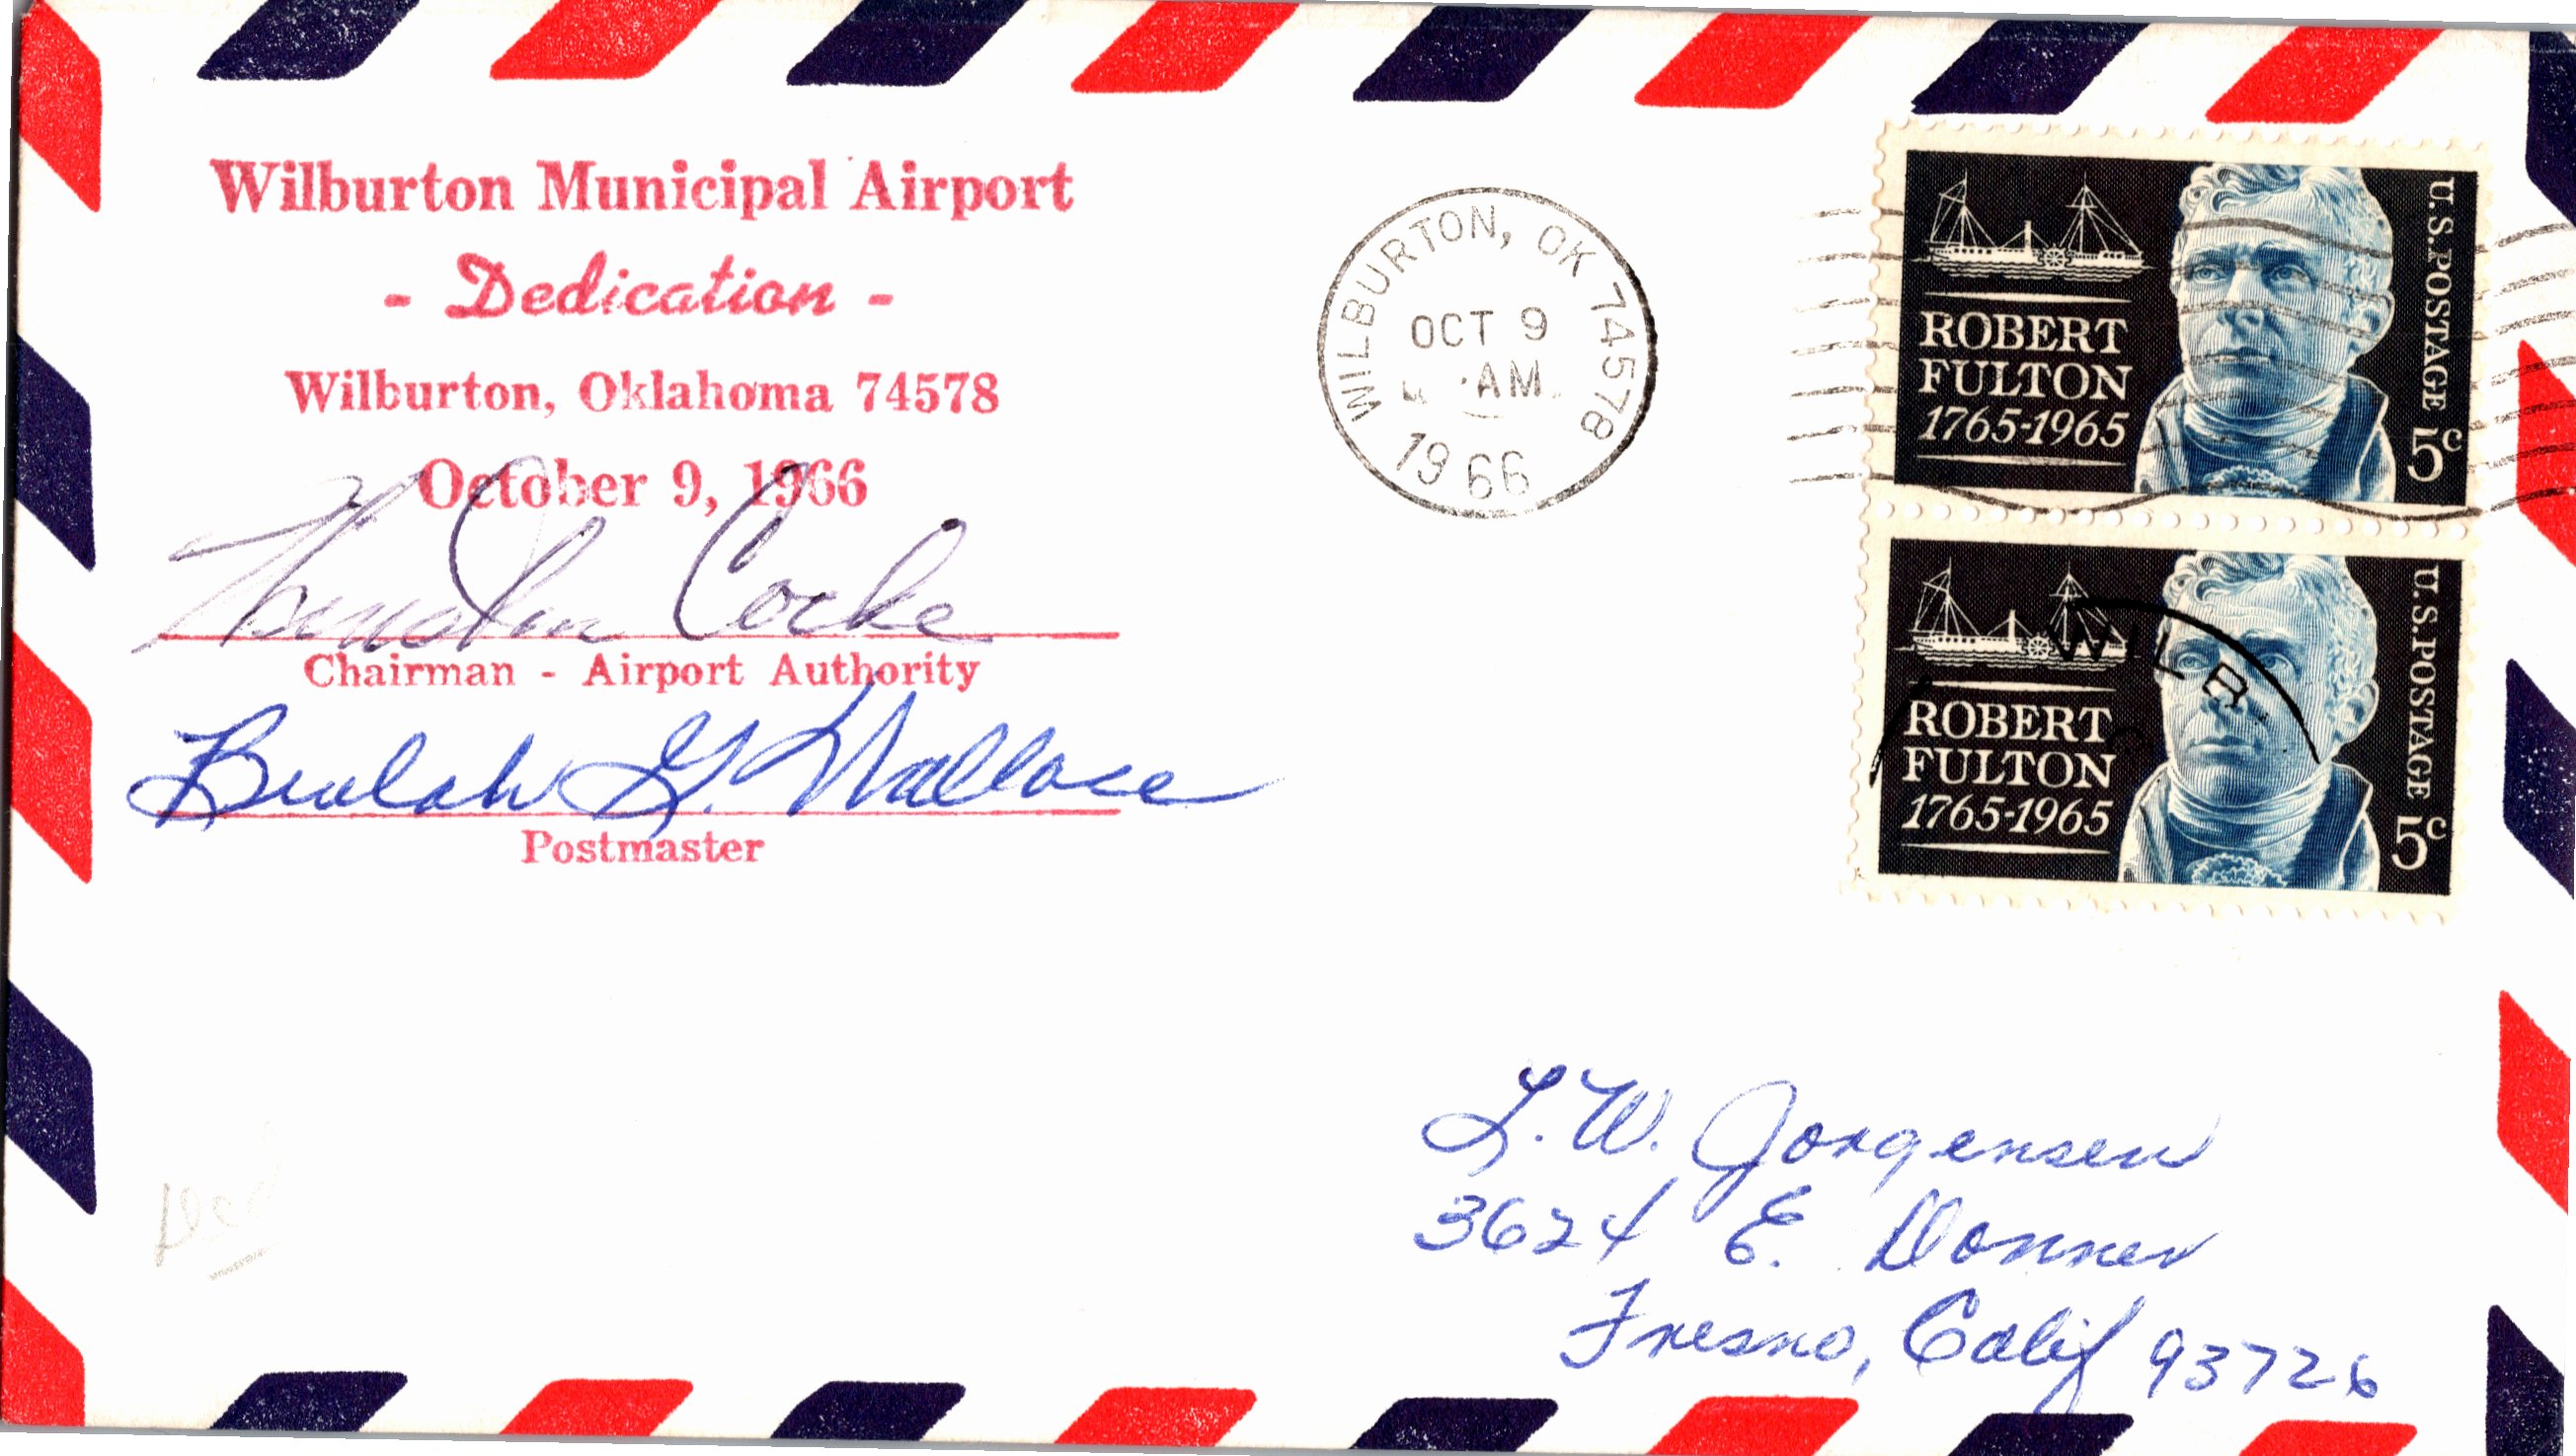 Wilburton Municipal Airport
- Dedication -
Wilburton, Oklahoma 74578
October 9, 1966
Cocke
Chairman - Airport Authority
Beulah G. Wallace
Postmaster
WILBURTON, OK 74578
OCT 9
AM
1966
ROBERT
FULTON
1765-1965
U.S.POSTAGE
5c
WILB
ROBERT
FULTON
1765-1965
U.S.POSTAGE
5c
L. W. Jorgensen
3624 E. Donner
Fresno, Calif 93726